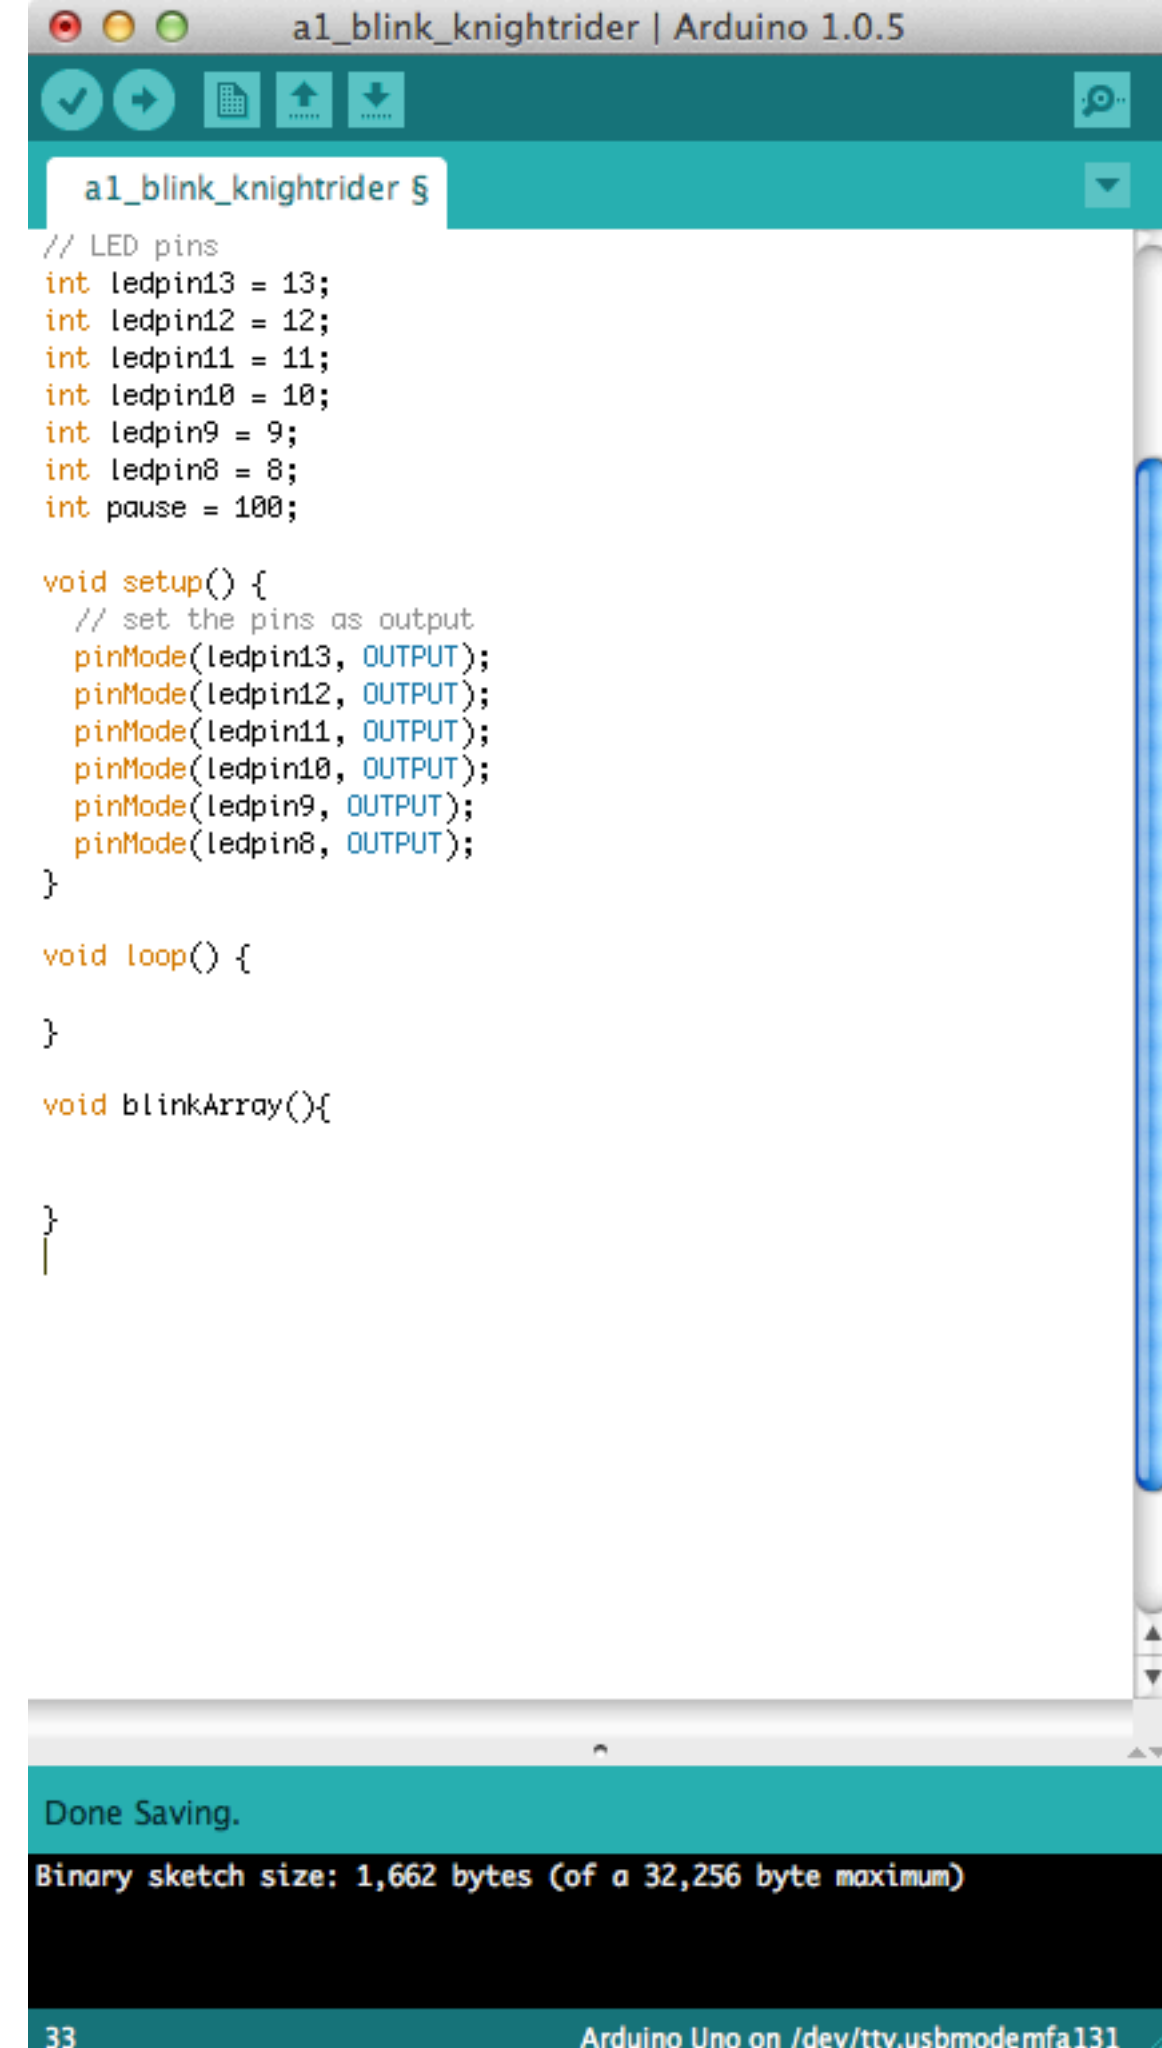 a1_blink_knightrider | Arduino 1.0.5
a1_blink_knightrider §
// LED pins
int ledpin13 = 13;
int ledpin12 = 12;
int ledpin11 = 11;
int ledpin10 = 10;
int ledpin9 = 9;
int ledpin8 = 8;
int pause = 100;
void setup() {
// set the pins as output
pinMode(ledpin13, OUTPUT);
pinMode(ledpin12, OUTPUT);
pinMode(ledpin11, OUTPUT);
pinMode(ledpin10, OUTPUT);
pinMode(ledpin9, OUTPUT);
pinMode(ledpin8, OUTPUT);
}
void loop() {
}
void blinkArray(){
}
Done Saving.
Binary sketch size: 1,662 bytes (of a 32,256 byte maximum)
33
Arduino Uno on /dev/tty.usbmodemfa131